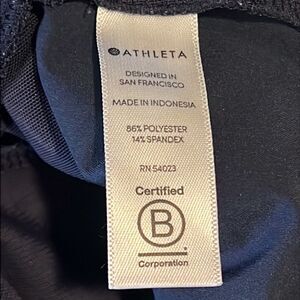 ATHLETA
DESIGNED IN
SAN FRANCISCO
MADE IN INDONESIA
86% POLYESTER
14% SPANDEX
RN 54023
Certified
B
Corporation